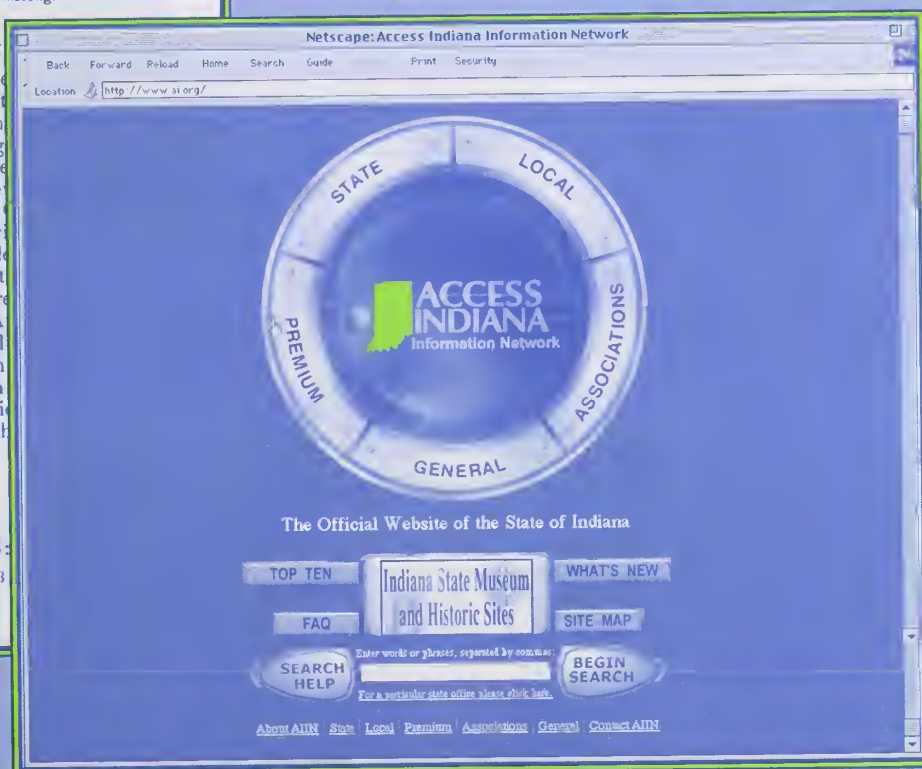 Netscape: Access Indiana Information Network
Back Forward Reload Home Search Guide Print Security
Location http://www.ai.org/
STATE
LOCAL
PREMIUM
ASSOCIATIONS
GENERAL
ACCESS
INDIANA
Information Network
The Official Website of the State of Indiana
TOP TEN
Indiana State Museum
and Historic Sites
WHAT'S NEW
FAQ
SITE MAP
SEARCH
HELP
Enter words or phrases, separated by commas:
For a particular state office please click here.
BEGIN
SEARCH
About AIIN State Local Premium Associations General Contact AIIN